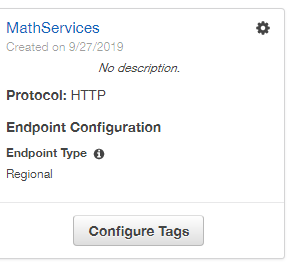 MathServices
Created on 9/27/2019
No description.
Protocol: HTTP
Endpoint Configuration
Endpoint Type
Regional
Configure Tags